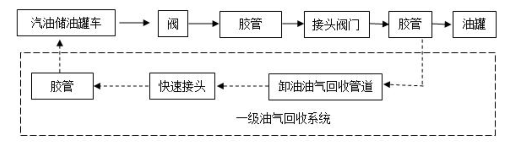 汽油储油罐车 阀 胶管 接头阀门 胶管 油罐
胶管 快速接头 卸油油气回收管道
一级油气回收系统